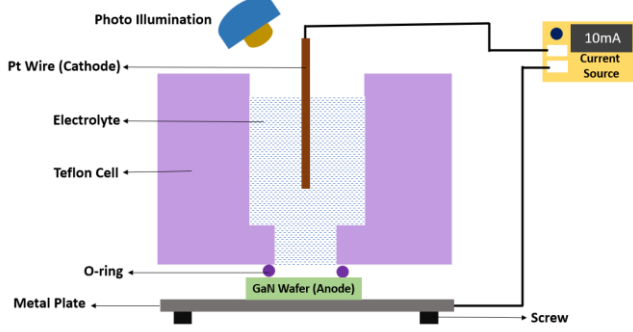 Photo Illumination
10mA
Current
Source
Pt Wire (Cathode)
Electrolyte
Teflon Cell
O-ring
GaN Wafer (Anode)
Metal Plate
Screw